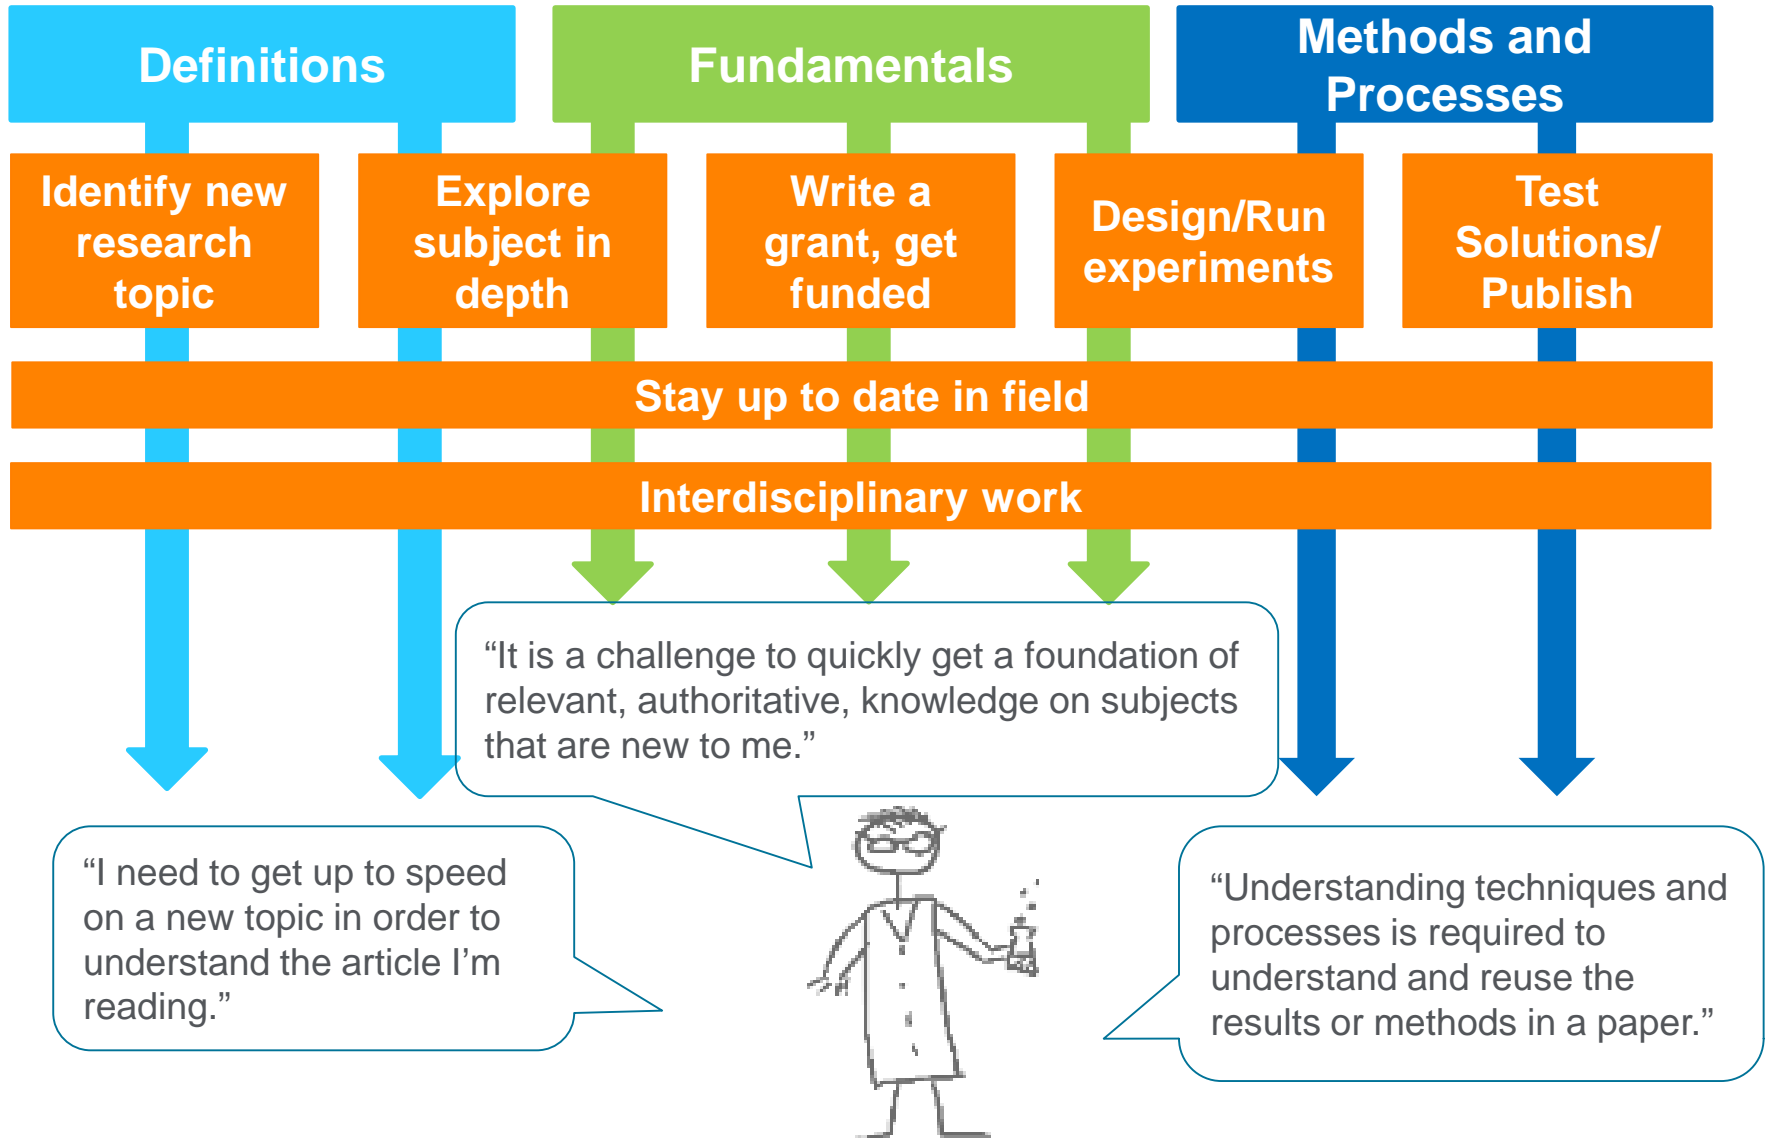 Definitions
Fundamentals
Methods and
Processes
Identify new
research
topic
Explore
subject in
depth
Write a
grant, get
funded
Design/Run
experiments
Test
Solutions/
Publish
Stay up to date in field
Interdisciplinary work
“It is a challenge to quickly get a foundation of
relevant, authoritative, knowledge on subjects
that are new to me.”
“I need to get up to speed
on a new topic in order to
understand the article I’m
reading.”
“Understanding techniques and
processes is required to
understand and reuse the
results or methods in a paper.”